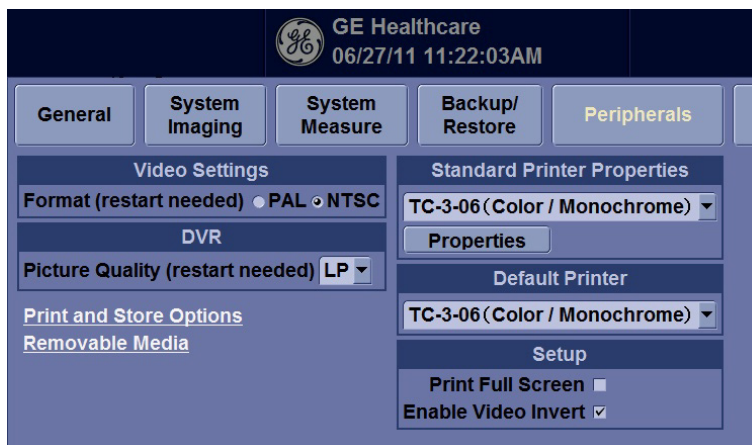 GE Healthcare
06/27/11 11:22:03AM
General
System
Imaging
System
Measure
Backup/
Restore
Peripherals
Video Settings
Format (restart needed) PAL NTSC
DVR
Picture Quality (restart needed) LP
Print and Store Options
Removable Media
Standard Printer Properties
TC-3-06(Color / Monochrome)
Properties
Default Printer
TC-3-06(Color / Monochrome)
Setup
Print Full Screen
Enable Video Invert